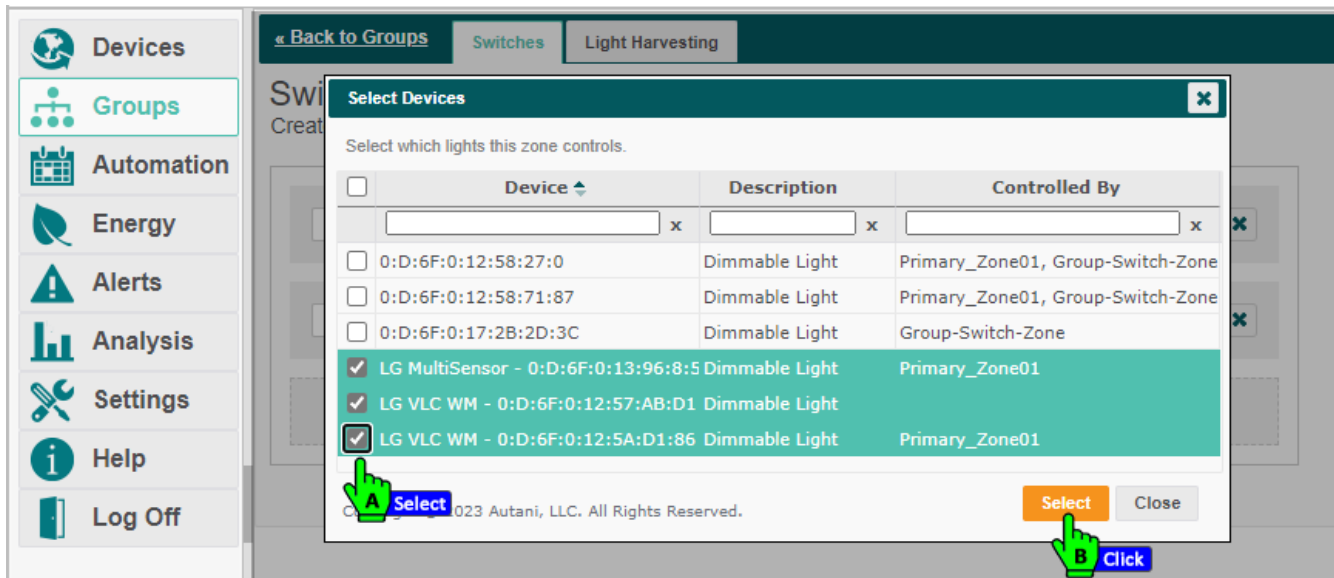 Devices
Groups
Automation
Energy
Alerts
Analysis
Settings
Help
Log Off
« Back to Groups
Switches
Light Harvesting
Swi
Creat
Select Devices
Select which lights this zone controls.
Device Description Controlled By
x x x
0:D:6F:0:12:58:27:0 Dimmable Light Primary_Zone01, Group-Switch-Zone
0:D:6F:0:12:58:71:87 Dimmable Light Primary_Zone01, Group-Switch-Zone
0:D:6F:0:17:2B:2D:3C Dimmable Light Group-Switch-Zone
LG MultiSensor - 0:D:6F:0:13:96:8:5 Dimmable Light Primary_Zone01
LG VLC WM - 0:D:6F:0:12:57:AB:D1 Dimmable Light
LG VLC WM - 0:D:6F:0:12:5A:D1:86 Dimmable Light Primary_Zone01
A Select
023 Autani, LLC. All Rights Reserved.
Select
Close
B Click